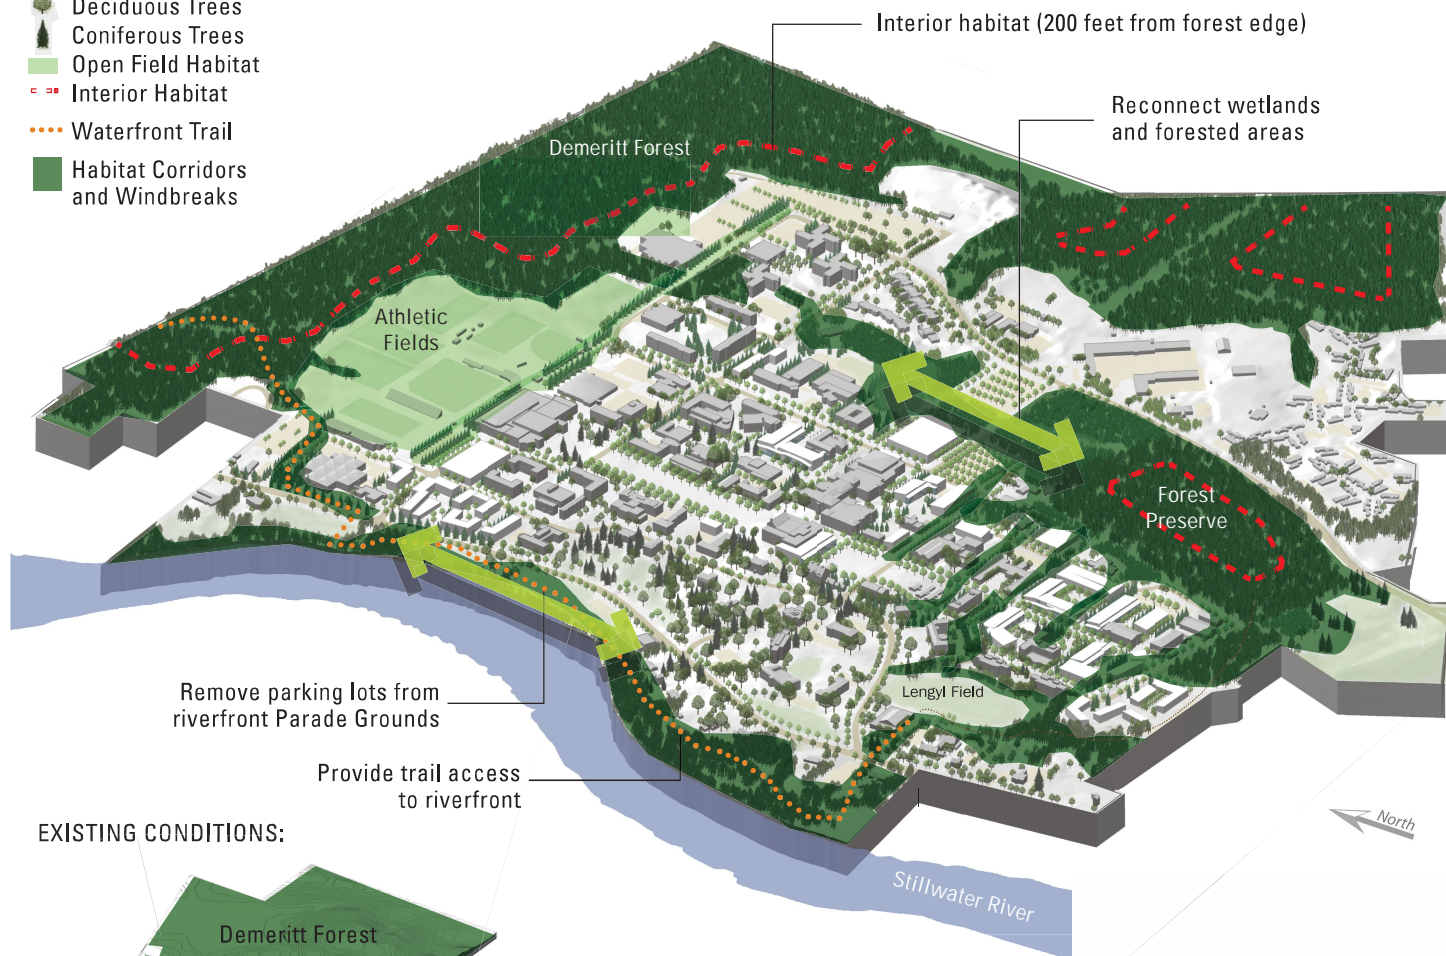 Deciduous Trees
Coniferous Trees
Open Field Habitat
Interior Habitat
Waterfront Trail
Habitat Corridors
and Windbreaks
Interior habitat (200 feet from forest edge)
Reconnect wetlands
and forested areas
Demeritt Forest
Athletic
Fields
Forest
Preserve
Lengyl Field
Remove parking lots from
riverfront Parade Grounds
Provide trail access
to riverfront
North
Stillwater River
EXISTING CONDITIONS:
Demeritt Forest